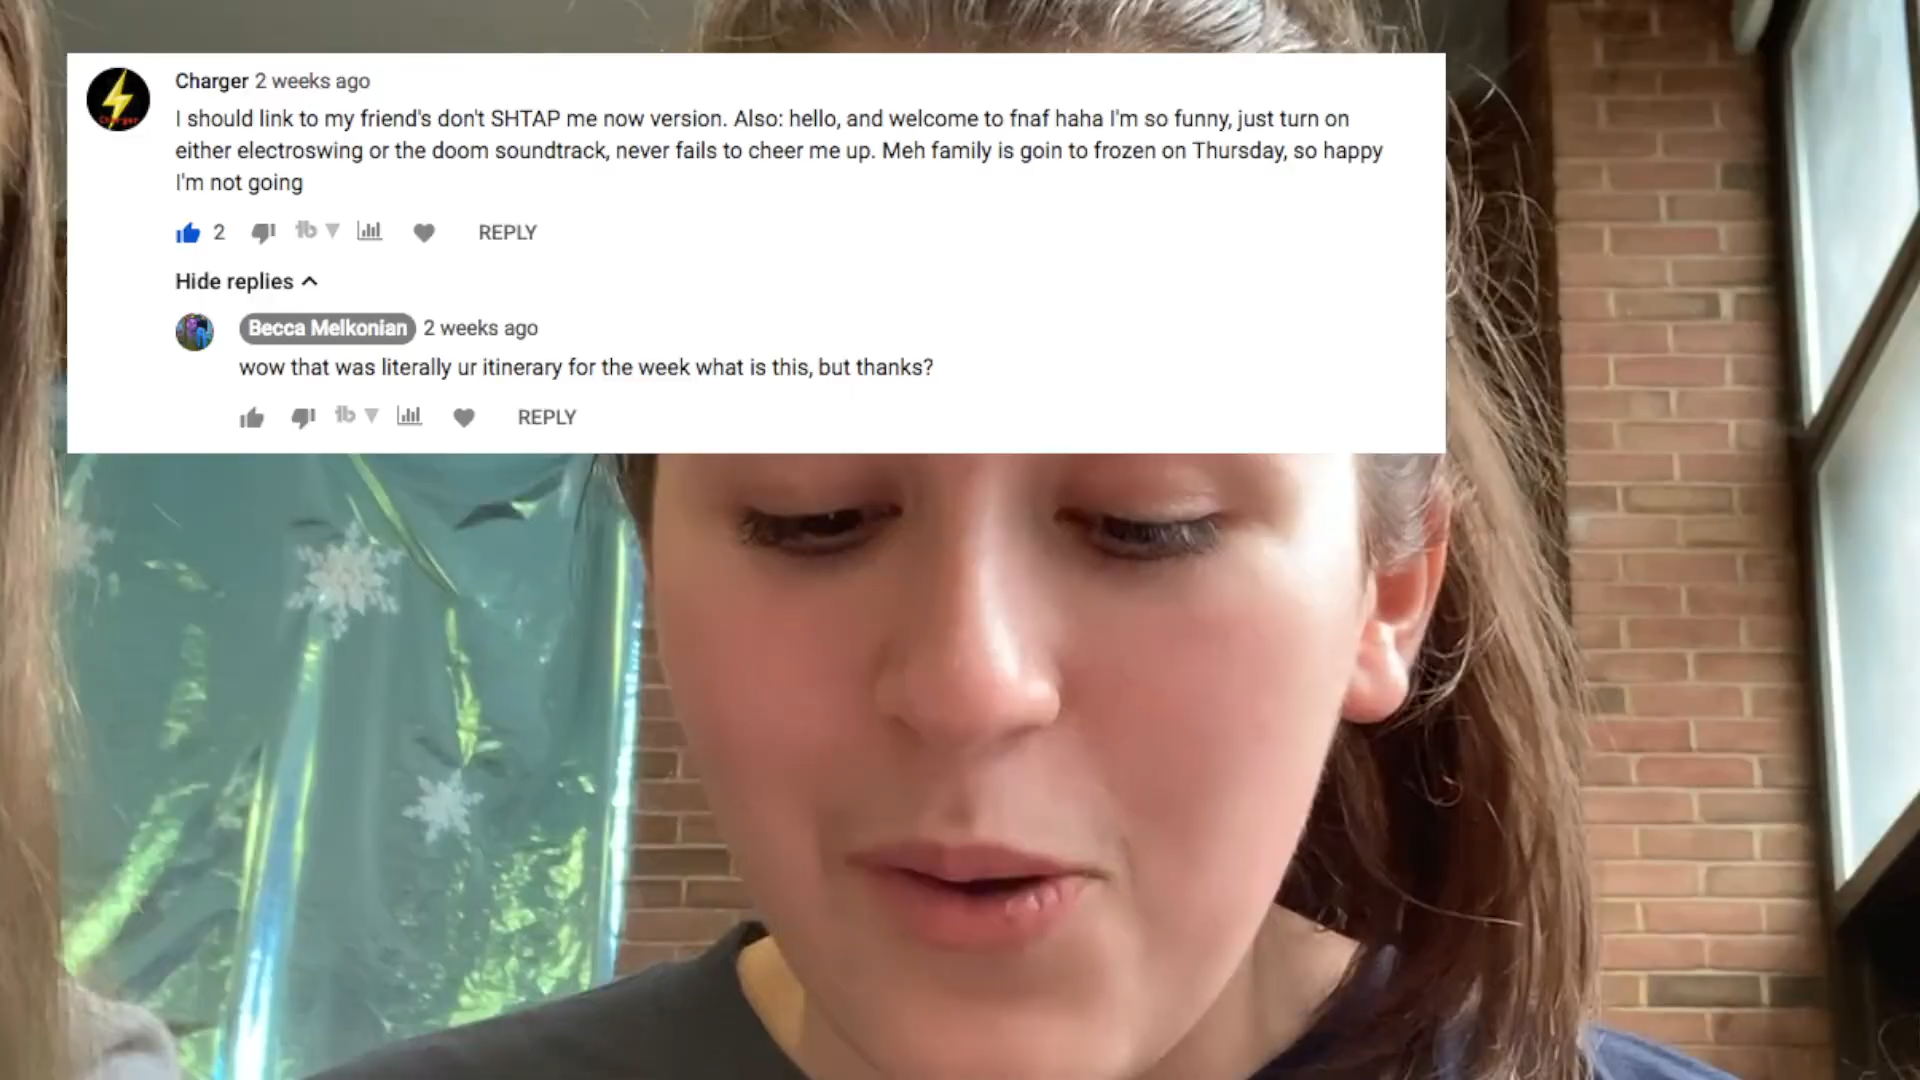 Charger 2 weeks ago
I should link to my friend's don't SHTAP me now version. Also: hello, and welcome to fnaf haha I'm so funny, just turn on
either electroswing or the doom soundtrack, never fails to cheer me up. Meh family is goin to frozen on Thursday, so happy
I'm not going
2 REPLY
Hide replies
Becca Melkonian 2 weeks ago
wow that was literally ur itinerary for the week what is this, but thanks?
REPLY